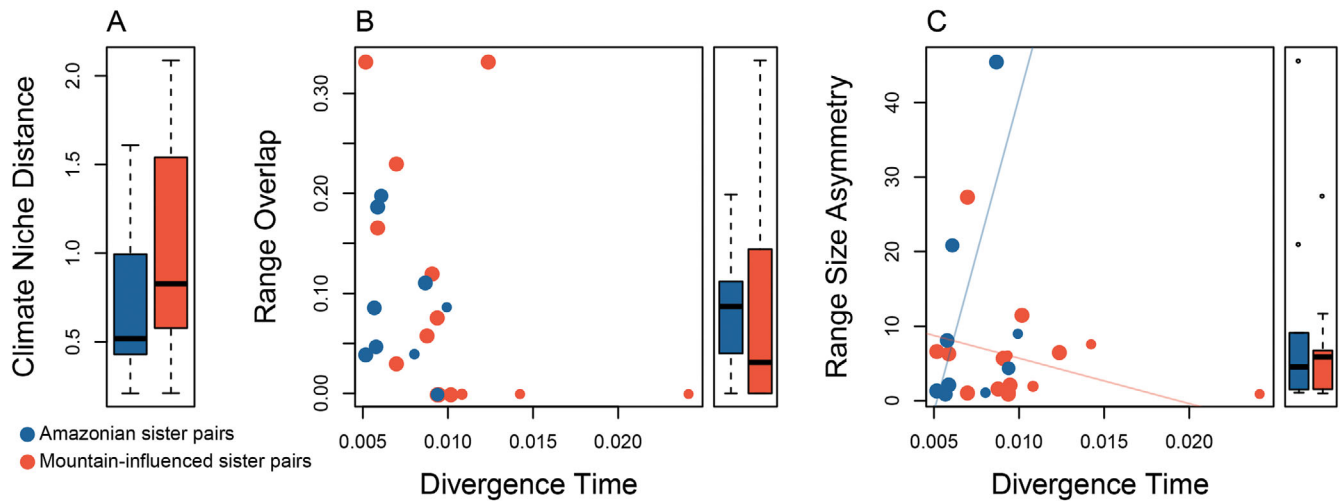 A
B
C
Climate Niche Distance
0.5
1.0
1.5
2.0
Range Overlap
0.00
0.10
0.20
0.30
0.005
0.010
0.015
0.020
Divergence Time
Range Size Asymmetry
0
10
20
30
40
0.005
0.010
0.015
0.020
Divergence Time
Amazonian sister pairs
Mountain-influenced sister pairs